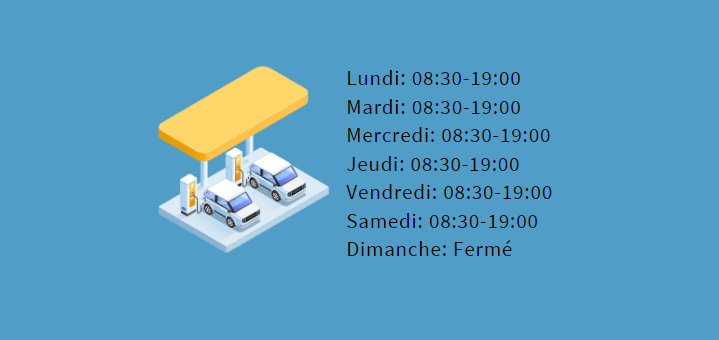 Lundi: 08:30-19:00
Mardi: 08:30-19:00
Mercredi: 08:30-19:00
Jeudi: 08:30-19:00
Vendredi: 08:30-19:00
Samedi: 08:30-19:00
Dimanche: Fermé